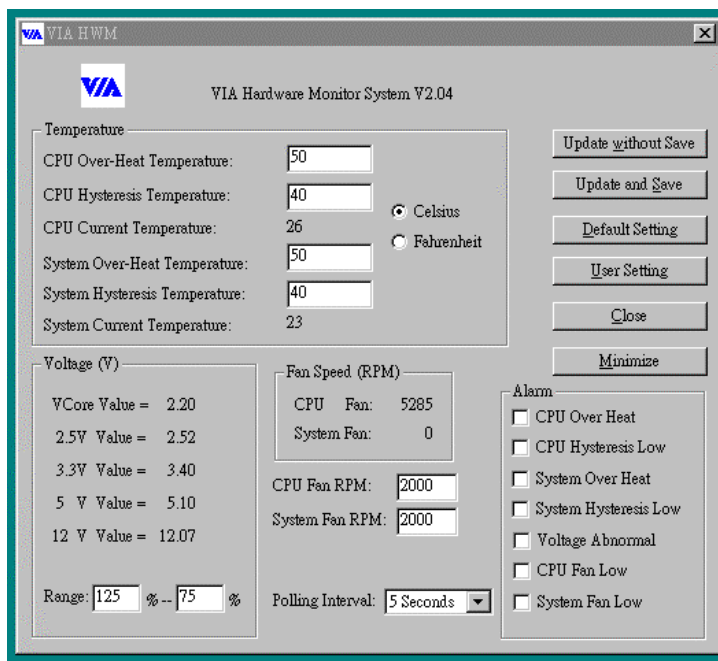 VIA VIA HWM
VIA
VIA Hardware Monitor System V2.04
Temperature
CPU Over-Heat Temperature: 50
CPU Hysteresis Temperature: 40
CPU Current Temperature: 26
System Over-Heat Temperature: 50
System Hysteresis Temperature: 40
System Current Temperature: 23
Celsius
Fahrenheit
Update without Save
Update and Save
Default Setting
User Setting
Close
Minimize
Voltage (V)
VCore Value = 2.20
2.5V Value = 2.52
3.3V Value = 3.40
5 V Value = 5.10
12 V Value = 12.07
Range: 125 % -- 75 %
Fan Speed (RPM)
CPU Fan: 5285
System Fan: 0
CPU Fan RPM: 2000
System Fan RPM: 2000
Polling Interval: 5 Seconds
Alarm
CPU Over Heat
CPU Hysteresis Low
System Over Heat
System Hysteresis Low
Voltage Abnormal
CPU Fan Low
System Fan Low